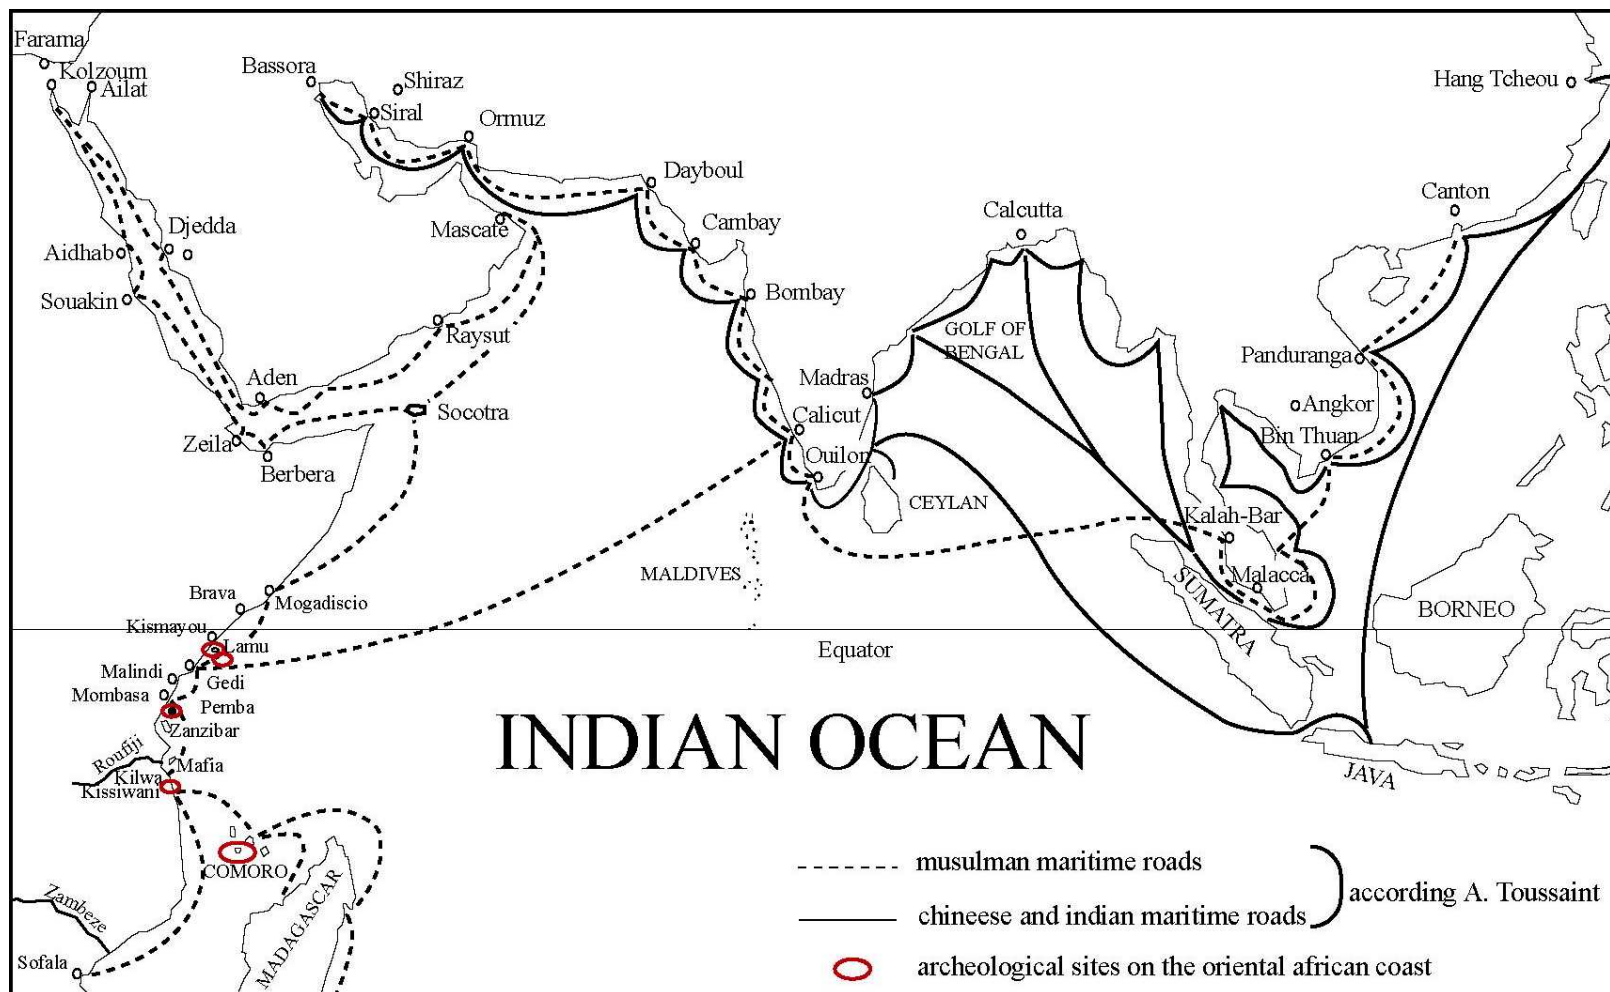 Farama
Kolzoum
Ailat
Bassora
Shiraz
Siral
Ormuz
Hang Tcheou
Dayboul
Canton
Calcutta
Mascate
Cambay
Djedda
Aidhab
Souakin
Bombay
Raysut
GOLF OF
BENGAL
Panduranga
Aden
Madras
Angkor
Socotra
Calicut
Zeila
Bin Thuan
Berbera
Ouilon
CEYLAN
Kalah-Bar
MALDIVES
Malacca
Brava
Mogadiscio
SUMATRA
BORNEO
Kismayou
Lamu
Equator
Malindi
Gedi
Mombasa
Pemba
Zanzibar
INDIAN OCEAN
Roufiji
Mafia
Kilwa
Kissiwani
JAVA
COMORO
MADAGASCAR
Zambeze
Sofala
musulman maritime roads
according A. Toussaint
chineese and indian maritime roads
archeological sites on the oriental african coast